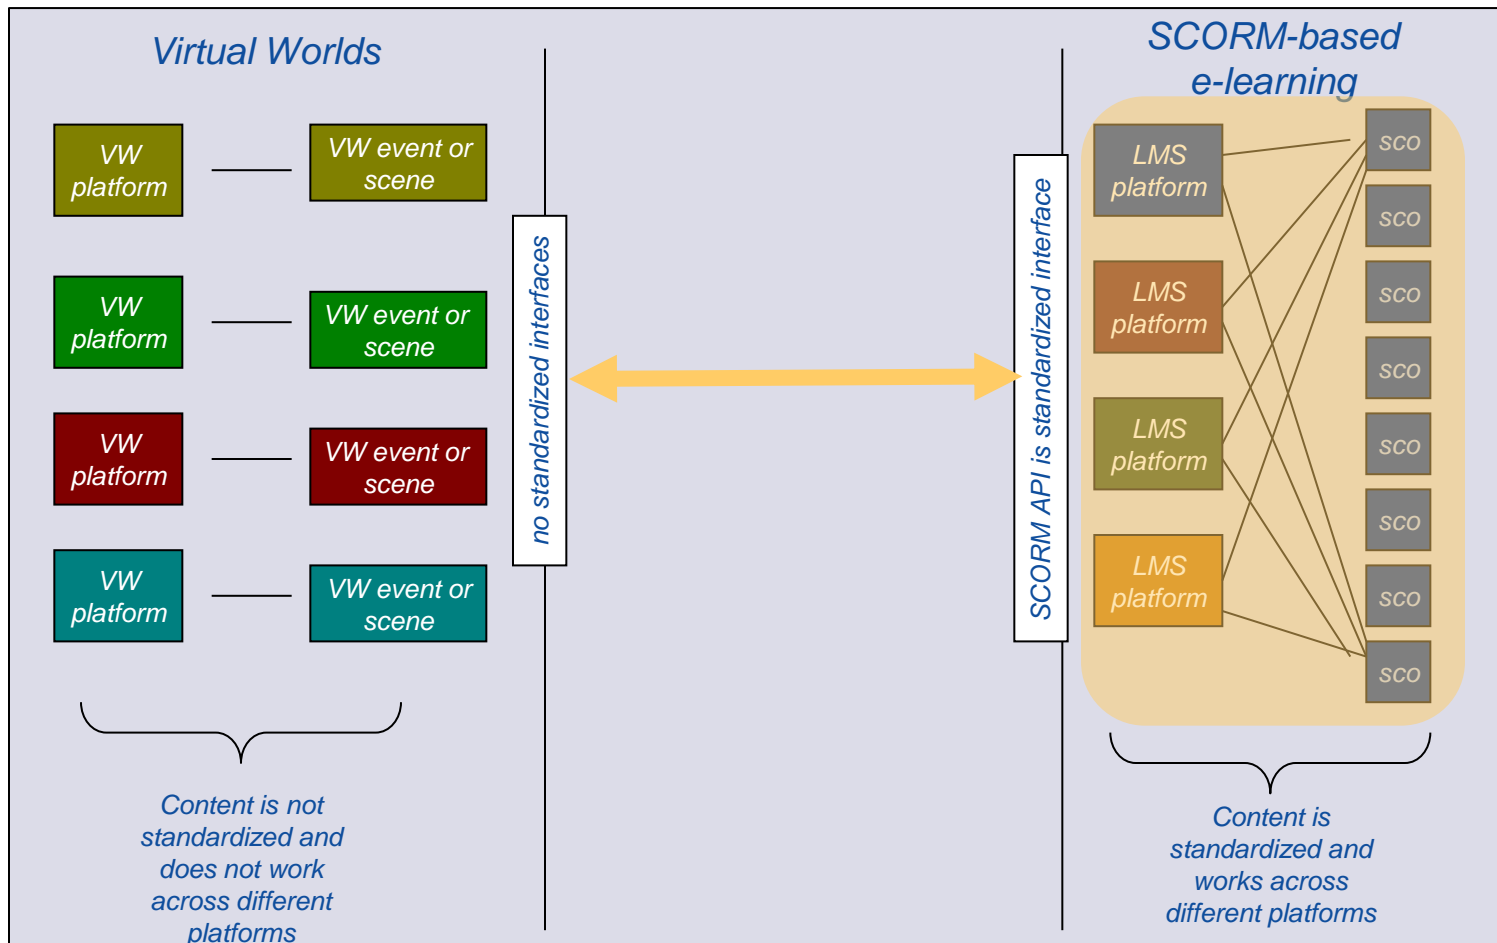 Virtual Worlds
VW
platform
VW event or
scene
VW
platform
VW event or
scene
VW
platform
VW event or
scene
VW
platform
VW event or
scene
Content is not
standardized and
does not work
across different
platforms
no standardized interfaces
SCORM API is standardized interface
SCORM-based
e-learning
LMS
platform
LMS
platform
LMS
platform
LMS
platform
sco
sco
sco
sco
sco
sco
sco
sco
Content is
standardized and
works across
different platforms